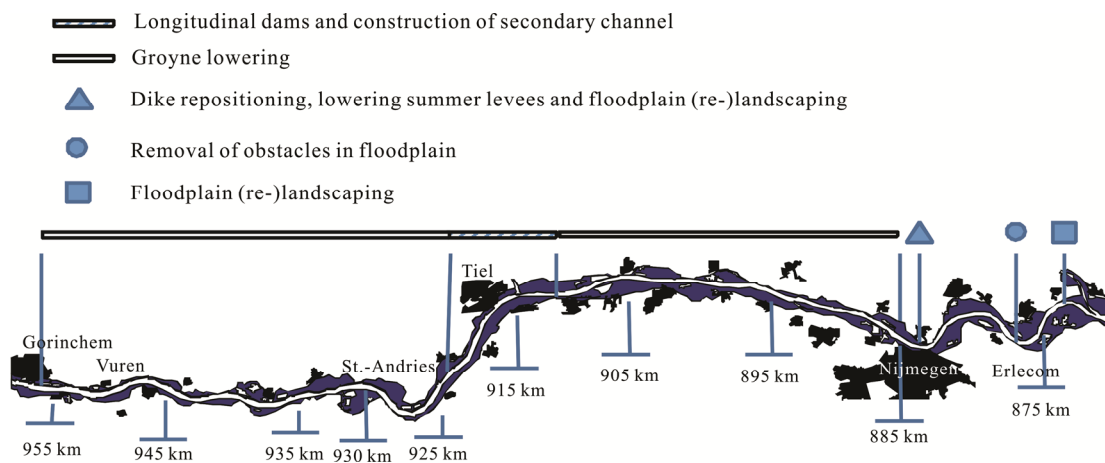 Longitudinal dams and construction of secondary channel
Groyne lowering
Dike repositioning, lowering summer levees and floodplain (re-)landscaping
Removal of obstacles in floodplain
Floodplain (re-)landscaping
Tiel
Gorinchem
Vuren
St.-Andries
Nijmegen
Erlecom
915 km
905 km
895 km
875 km
885 km
955 km
945 km
935 km
930 km
925 km